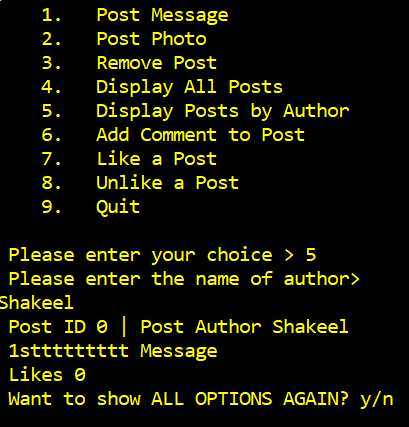 1. Post Message
2. Post Photo
3. Remove Post
4. Display All Posts
5. Display Posts by Author
6. Add Comment to Post
7. Like a Post
8. Unlike a Post
9. Quit
Please enter your choice > 5
Please enter the name of author>
Shakeel
Post ID 0 | Post Author Shakeel
1sttttttttt Message
Likes 0
Want to show ALL OPTIONS AGAIN? y/n